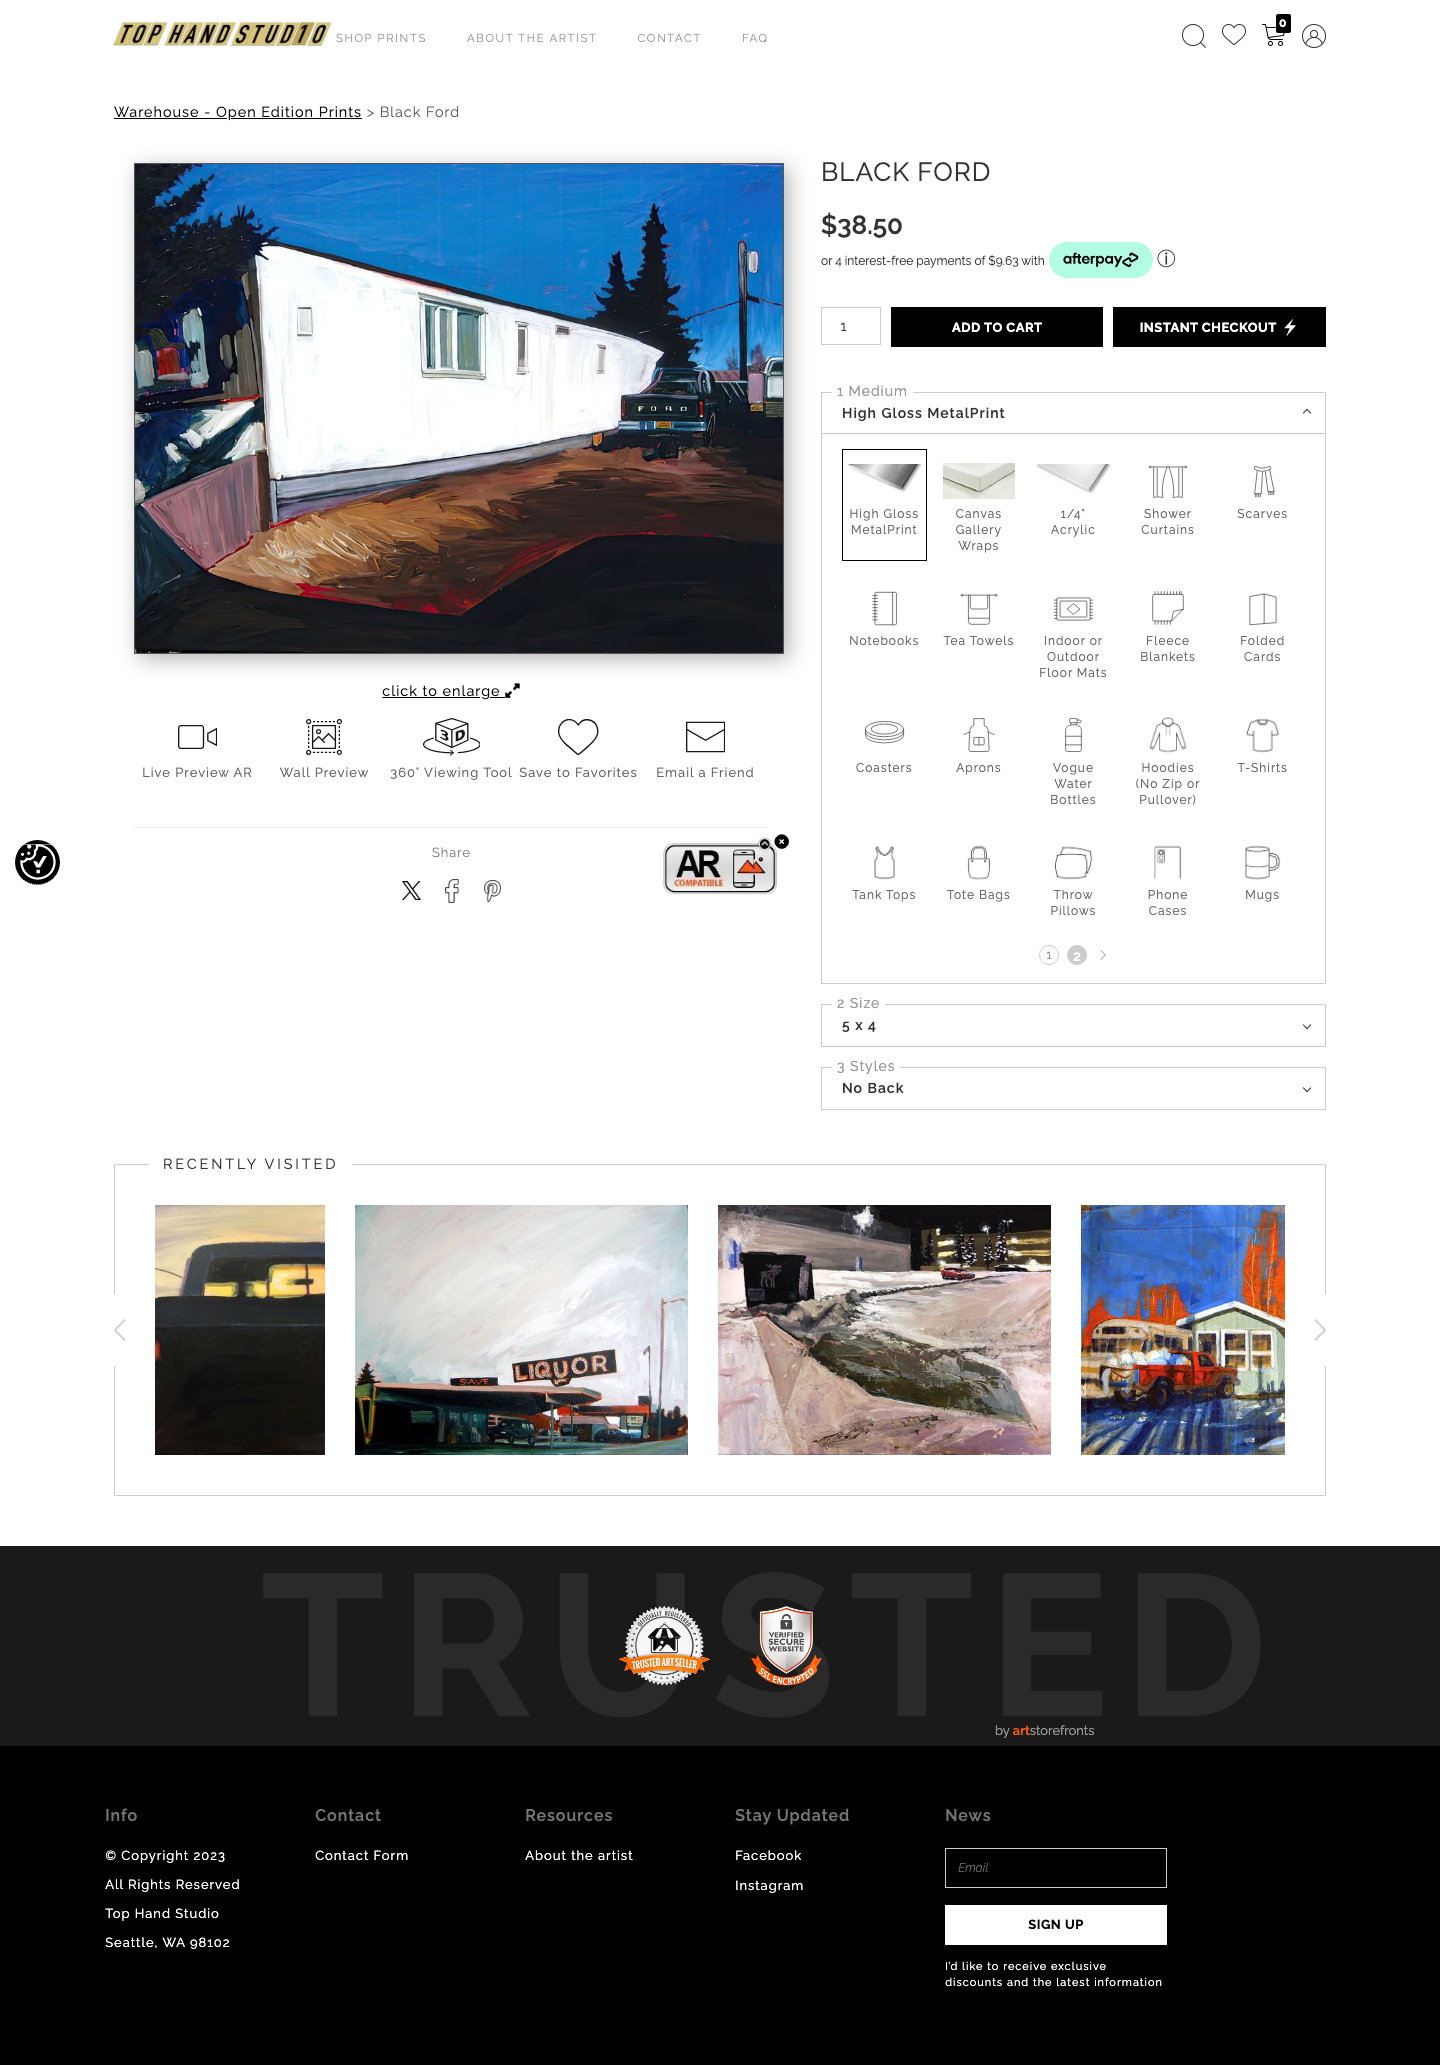 TOP HAND STUD10
SHOP PRINTS
ABOUT THE ARTIST
CONTACT
FAQ
0
Warehouse - Open Edition Prints > Black Ford
FORD
click to enlarge
Live Preview AR
Wall Preview
3D
360° Viewing Tool
Save to Favorites
Email a Friend
Share
AR
COMPATIBLE
BLACK FORD
$38.50
or 4 interest-free payments of $9.63 with afterpay
1
ADD TO CART
INSTANT CHECKOUT
1 Medium
High Gloss MetalPrint
High Gloss
MetalPrint
Canvas
Gallery
Wraps
1/4"
Acrylic
Shower
Curtains
Scarves
Notebooks
Tea Towels
Indoor or
Outdoor
Floor Mats
Fleece
Blankets
Folded
Cards
Coasters
Aprons
Vogue
Water
Bottles
Hoodies
(No Zip or
Pullover)
T-Shirts
Tank Tops
Tote Bags
Throw
Pillows
Phone
Cases
Mugs
1 2
2 Size
5 x 4
3 Styles
No Back
RECENTLY VISITED
LIQUOR
SAVE
TRUSTED
OFFICIALLY REGISTERED
TRUSTED ART SELLER
VERIFIED
SECURE
WEBSITE
SSL ENCRYPTED
by artstorefronts
Info
© Copyright 2023
All Rights Reserved
Top Hand Studio
Seattle, WA 98102
Contact
Contact Form
Resources
About the artist
Stay Updated
Facebook
Instagram
News
Email
SIGN UP
I'd like to receive exclusive
discounts and the latest information